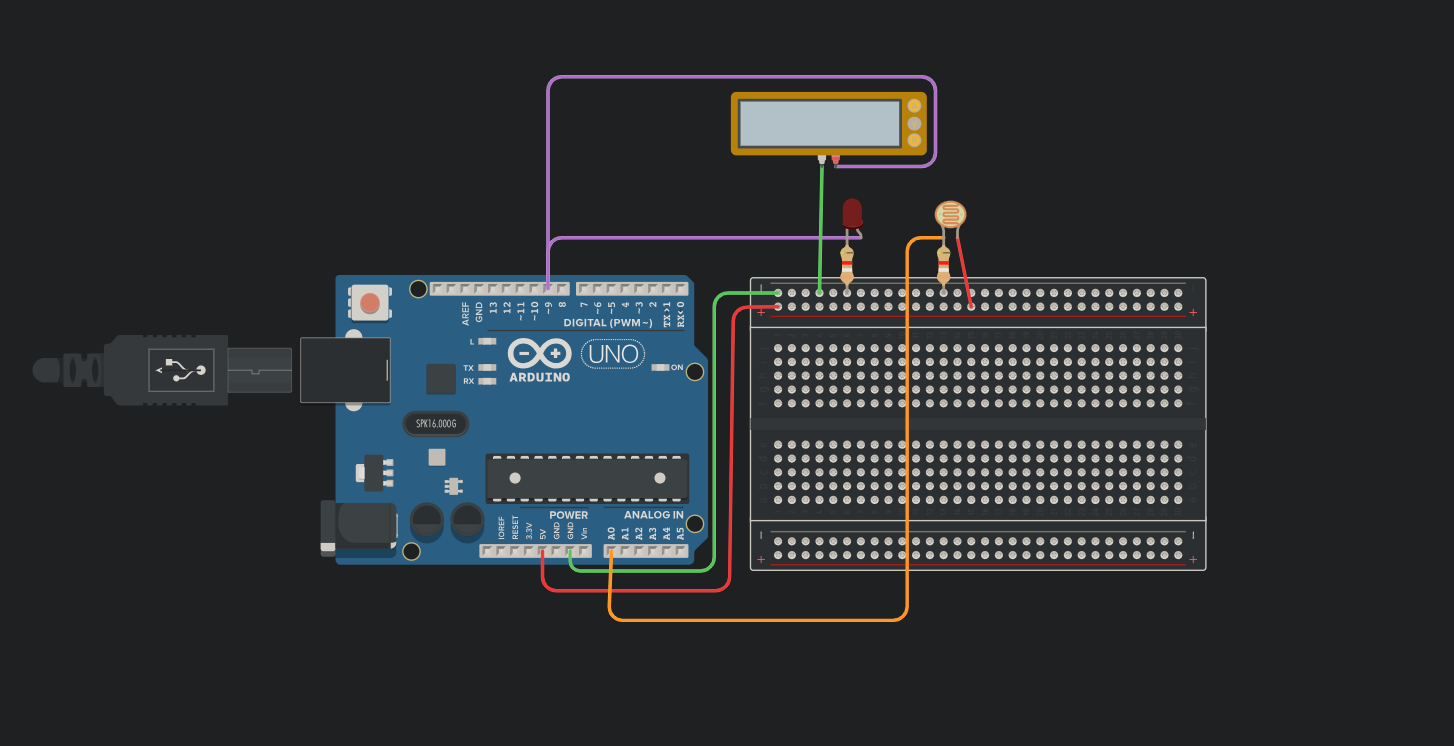 AREF
GND
13
12
~11
~10
~9
8
7
~6
~5
4
~3
2
TX>1
RX<0
DIGITAL (PWM ~)
L
TX
RX
ARDUINO
UNO
ON
SPK16.000G
POWER
ANALOG IN
IOREF
RESET
3.3V
5V
GND
GND
Vin
A0
A1
A2
A3
A4
A5